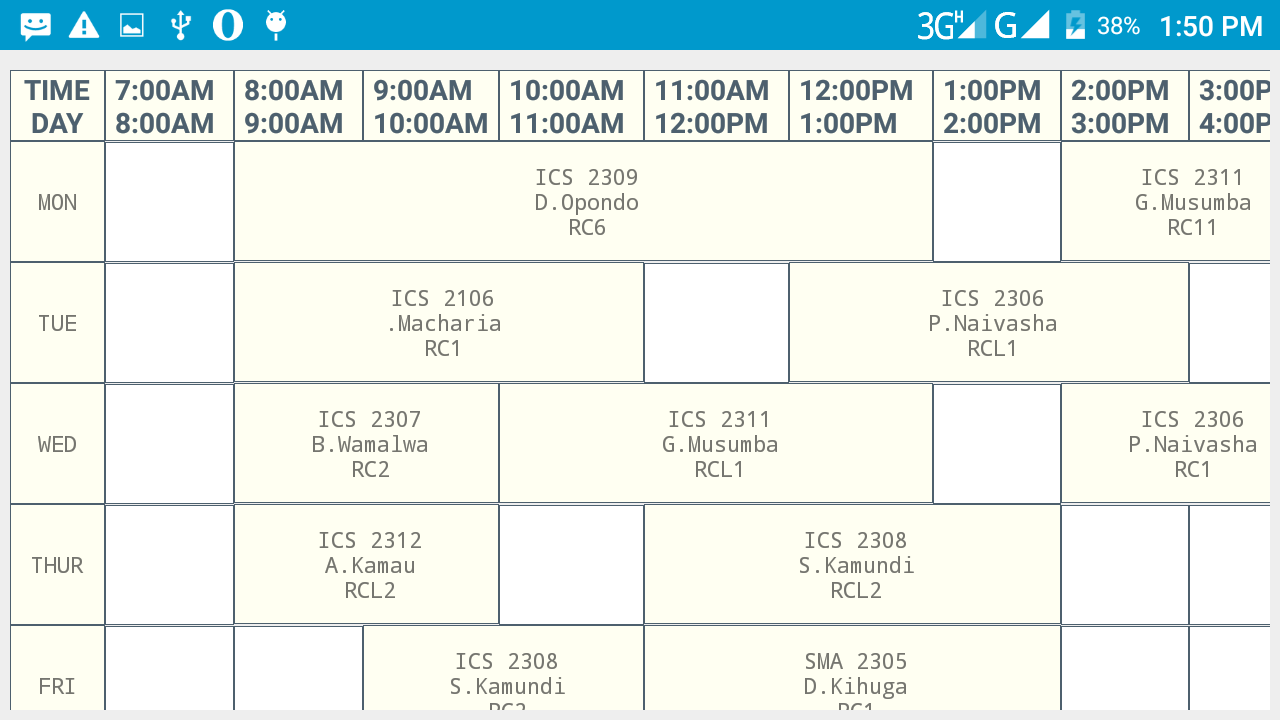 3G H G 38% 1:50 PM
TIME DAY 7:00AM 8:00AM 8:00AM 9:00AM 9:00AM 10:00AM 10:00AM 11:00AM 11:00AM 12:00PM 12:00PM 1:00PM 1:00PM 2:00PM 2:00PM 3:00PM 3:00P 4:00P
MON
ICS 2309
D.Opondo
RC6
ICS 2311
G.Musumba
RC11
TUE
ICS 2106
.Macharia
RC1
ICS 2306
P.Naivasha
RCL1
WED
ICS 2307
B.Wamalwa
RC2
ICS 2311
G.Musumba
RCL1
ICS 2306
P.Naivasha
RC1
THUR
ICS 2312
A.Kamau
RCL2
ICS 2308
S.Kamundi
RCL2
FRI
ICS 2308
S.Kamundi
SMA 2305
D.Kihuga
RC1